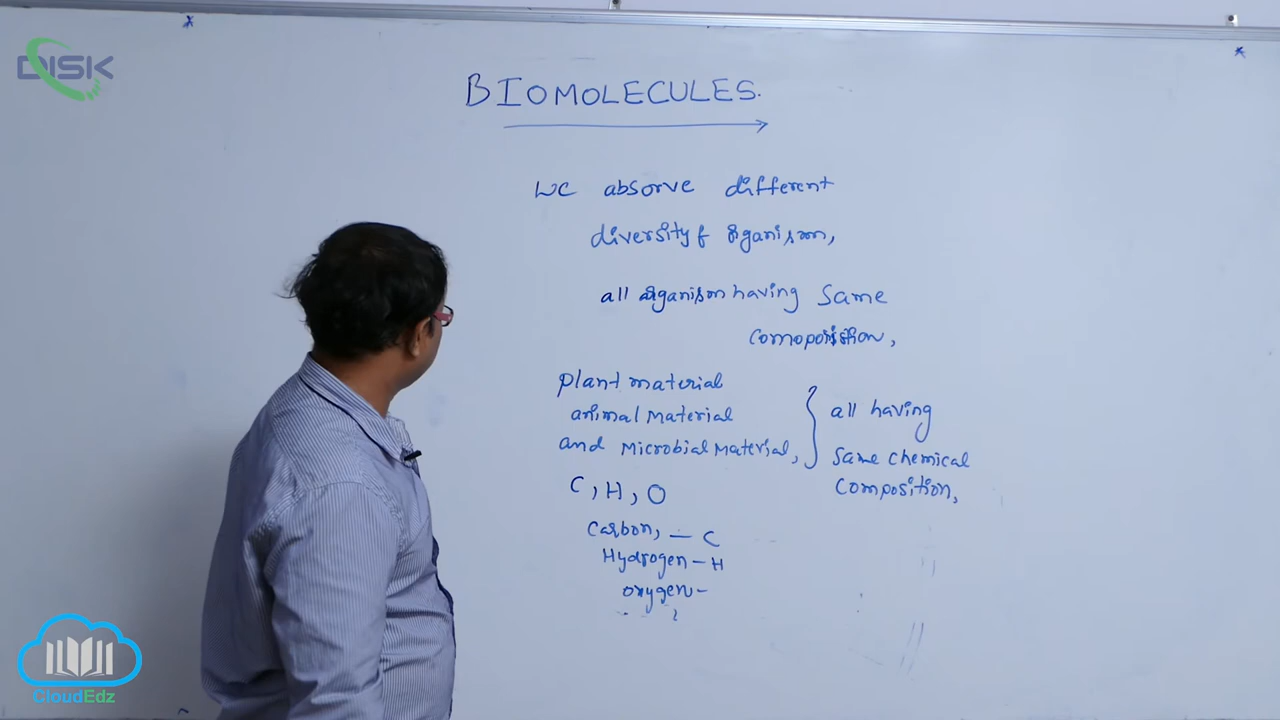 DISK
BIOMOLECULES.
we absorve different
diversity of organism,
all organism having same
comoposition,
plant material
animal material
and microbial material,
all having
same chemical
composition,
C, H, O
carbon, — C
Hydrogen — H
oxygen —
CloudEdz